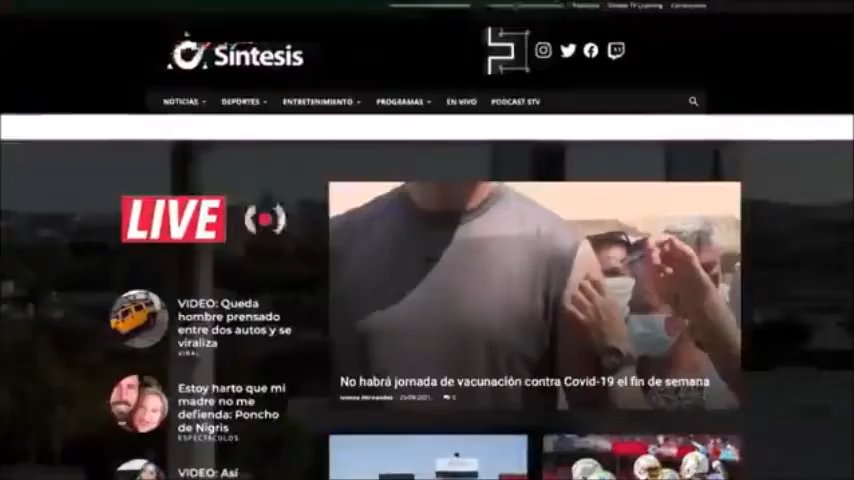 Síntesis
NOTICIAS
DEPORTES
ENTRETENIMIENTO
PROGRAMAS
EN VIVO
PODCAST STV
LIVE
VIDEO: Queda
hombre prensado
entre dos autos y se
viraliza
VIRAL
Estoy harto que mi
madre no me
defienda: Poncho
de Nigris
ESPECTÁCULOS
VIDEO: Así
No habrá jornada de vacunación contra Covid-19 el fin de semana
Ivonne Hernandez